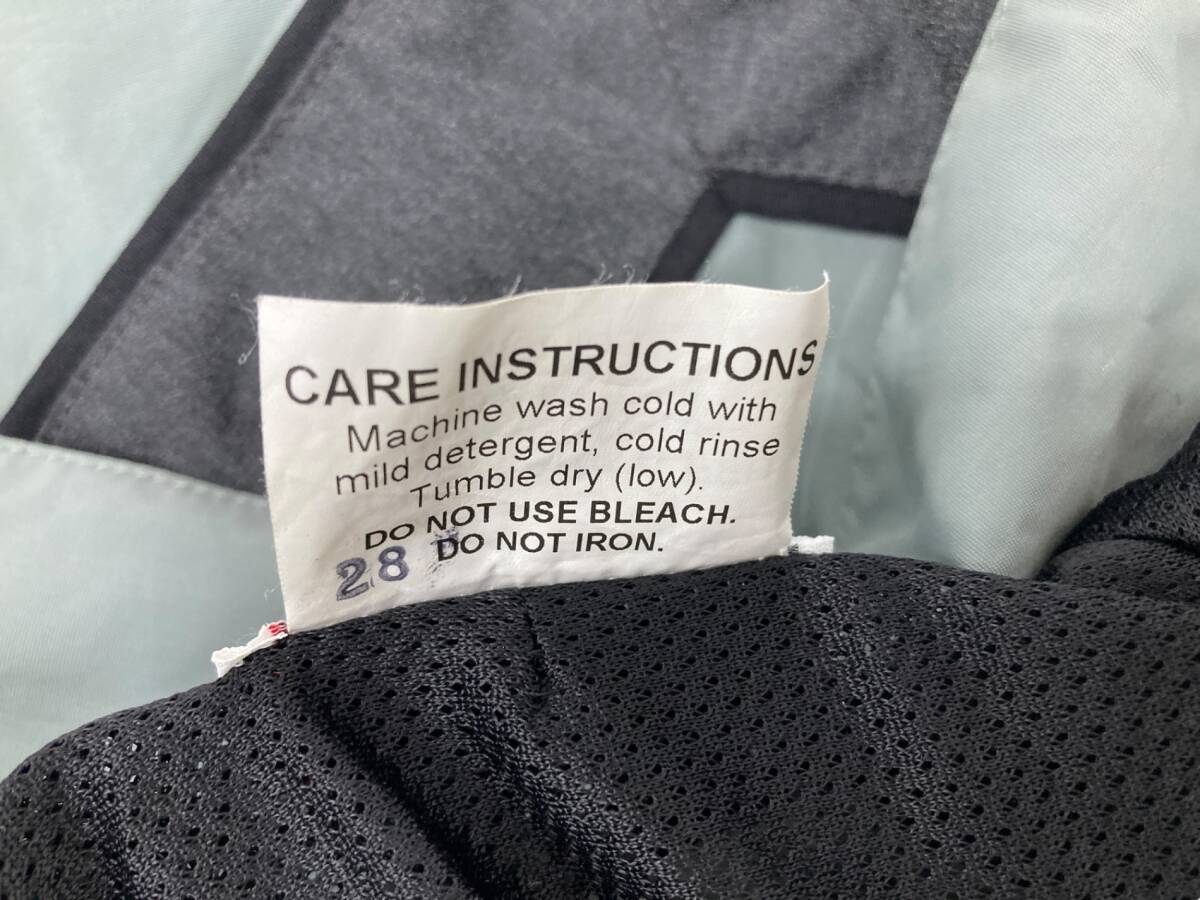 CARE INSTRUCTIONS
Machine wash cold with
mild detergent, cold rinse
Tumble dry (low).
DO NOT USE BLEACH.
DO NOT IRON.
28